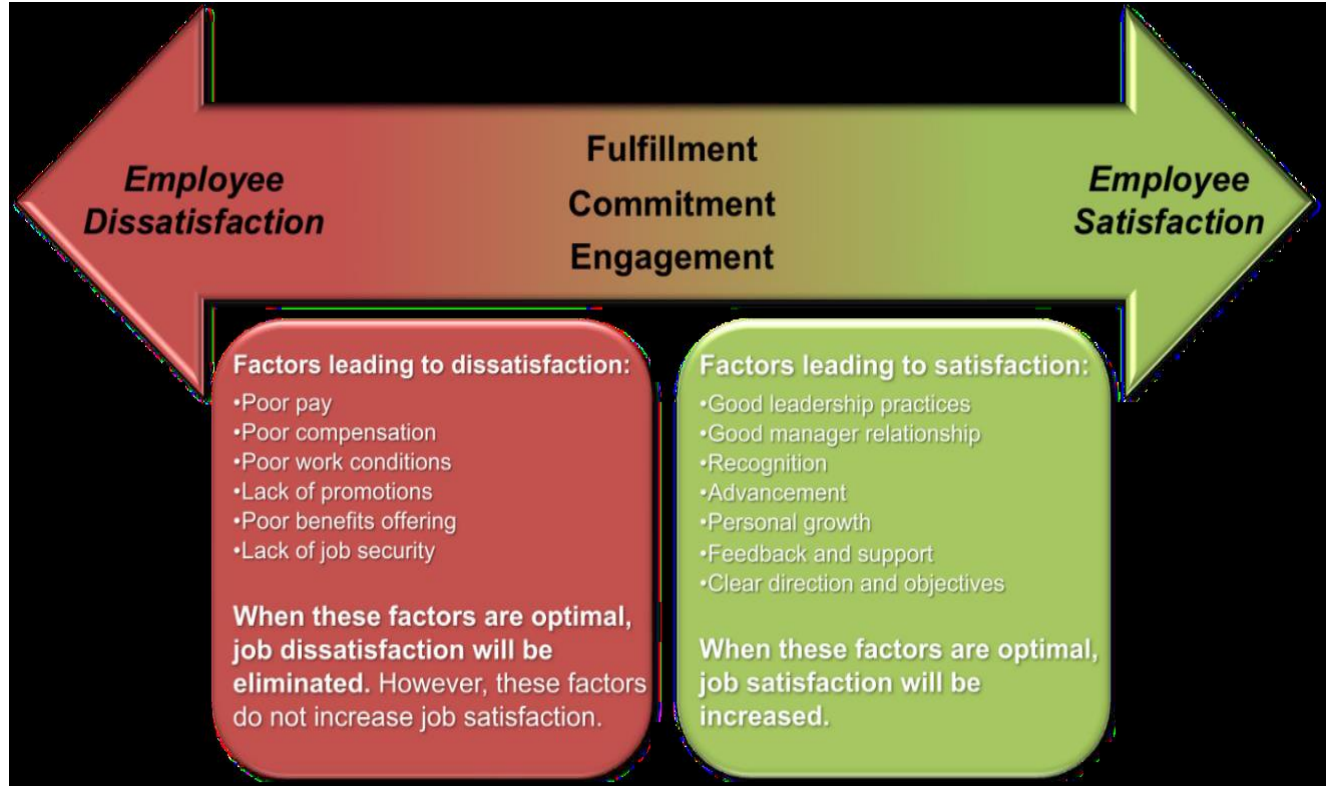 Employee
Dissatisfaction
Fulfillment
Commitment
Engagement
Employee
Satisfaction
Factors leading to dissatisfaction:
•Poor pay
•Poor compensation
•Poor work conditions
•Lack of promotions
•Poor benefits offering
•Lack of job security
When these factors are optimal,
job dissatisfaction will be
eliminated. However, these factors
do not increase job satisfaction.
Factors leading to satisfaction:
•Good leadership practices
•Good manager relationship
•Recognition
•Advancement
•Personal growth
•Feedback and support
•Clear direction and objectives
When these factors are optimal,
job satisfaction will be
increased.